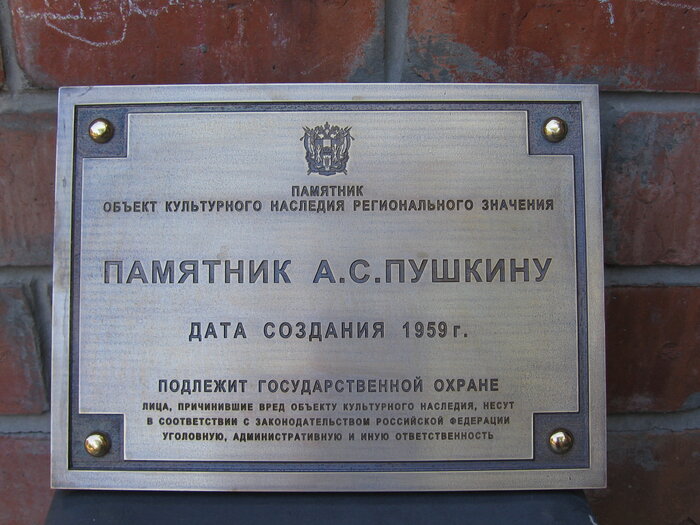 ПАМЯТНИК
ОБЪЕКТ КУЛЬТУРНОГО НАСЛЕДИЯ РЕГИОНАЛЬНОГО ЗНАЧЕНИЯ
ПАМЯТНИК А.С.ПУШКИНУ
ДАТА СОЗДАНИЯ 1959 г.
ПОДЛЕЖИТ ГОСУДАРСТВЕННОЙ ОХРАНЕ
ЛИЦА, ПРИЧИНИВШИЕ ВРЕД ОБЪЕКТУ КУЛЬТУРНОГО НАСЛЕДИЯ, НЕСУТ
В СООТВЕТСТВИИ С ЗАКОНОДАТЕЛЬСТВОМ РОССИЙСКОЙ ФЕДЕРАЦИИ
УГОЛОВНУЮ, АДМИНИСТРАТИВНУЮ И ИНУЮ ОТВЕТСТВЕННОСТЬ